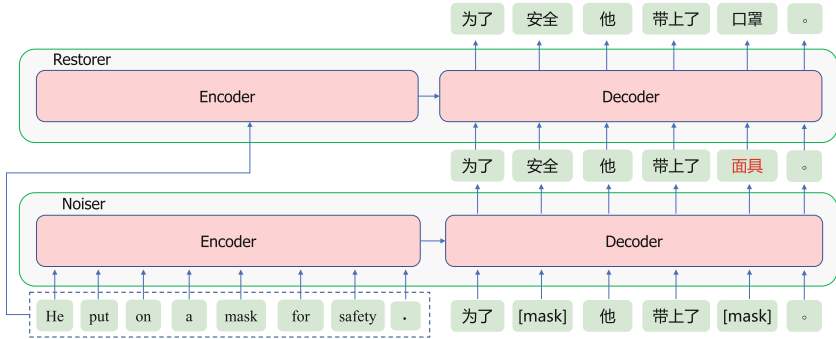 为了 安全 他 带上了 口罩 。
Restorer
Encoder Decoder
为了 安全 他 带上了 面具 。
Noiser
Encoder Decoder
He put on a mask for safety . 为了 [mask] 他 带上了 [mask] 。